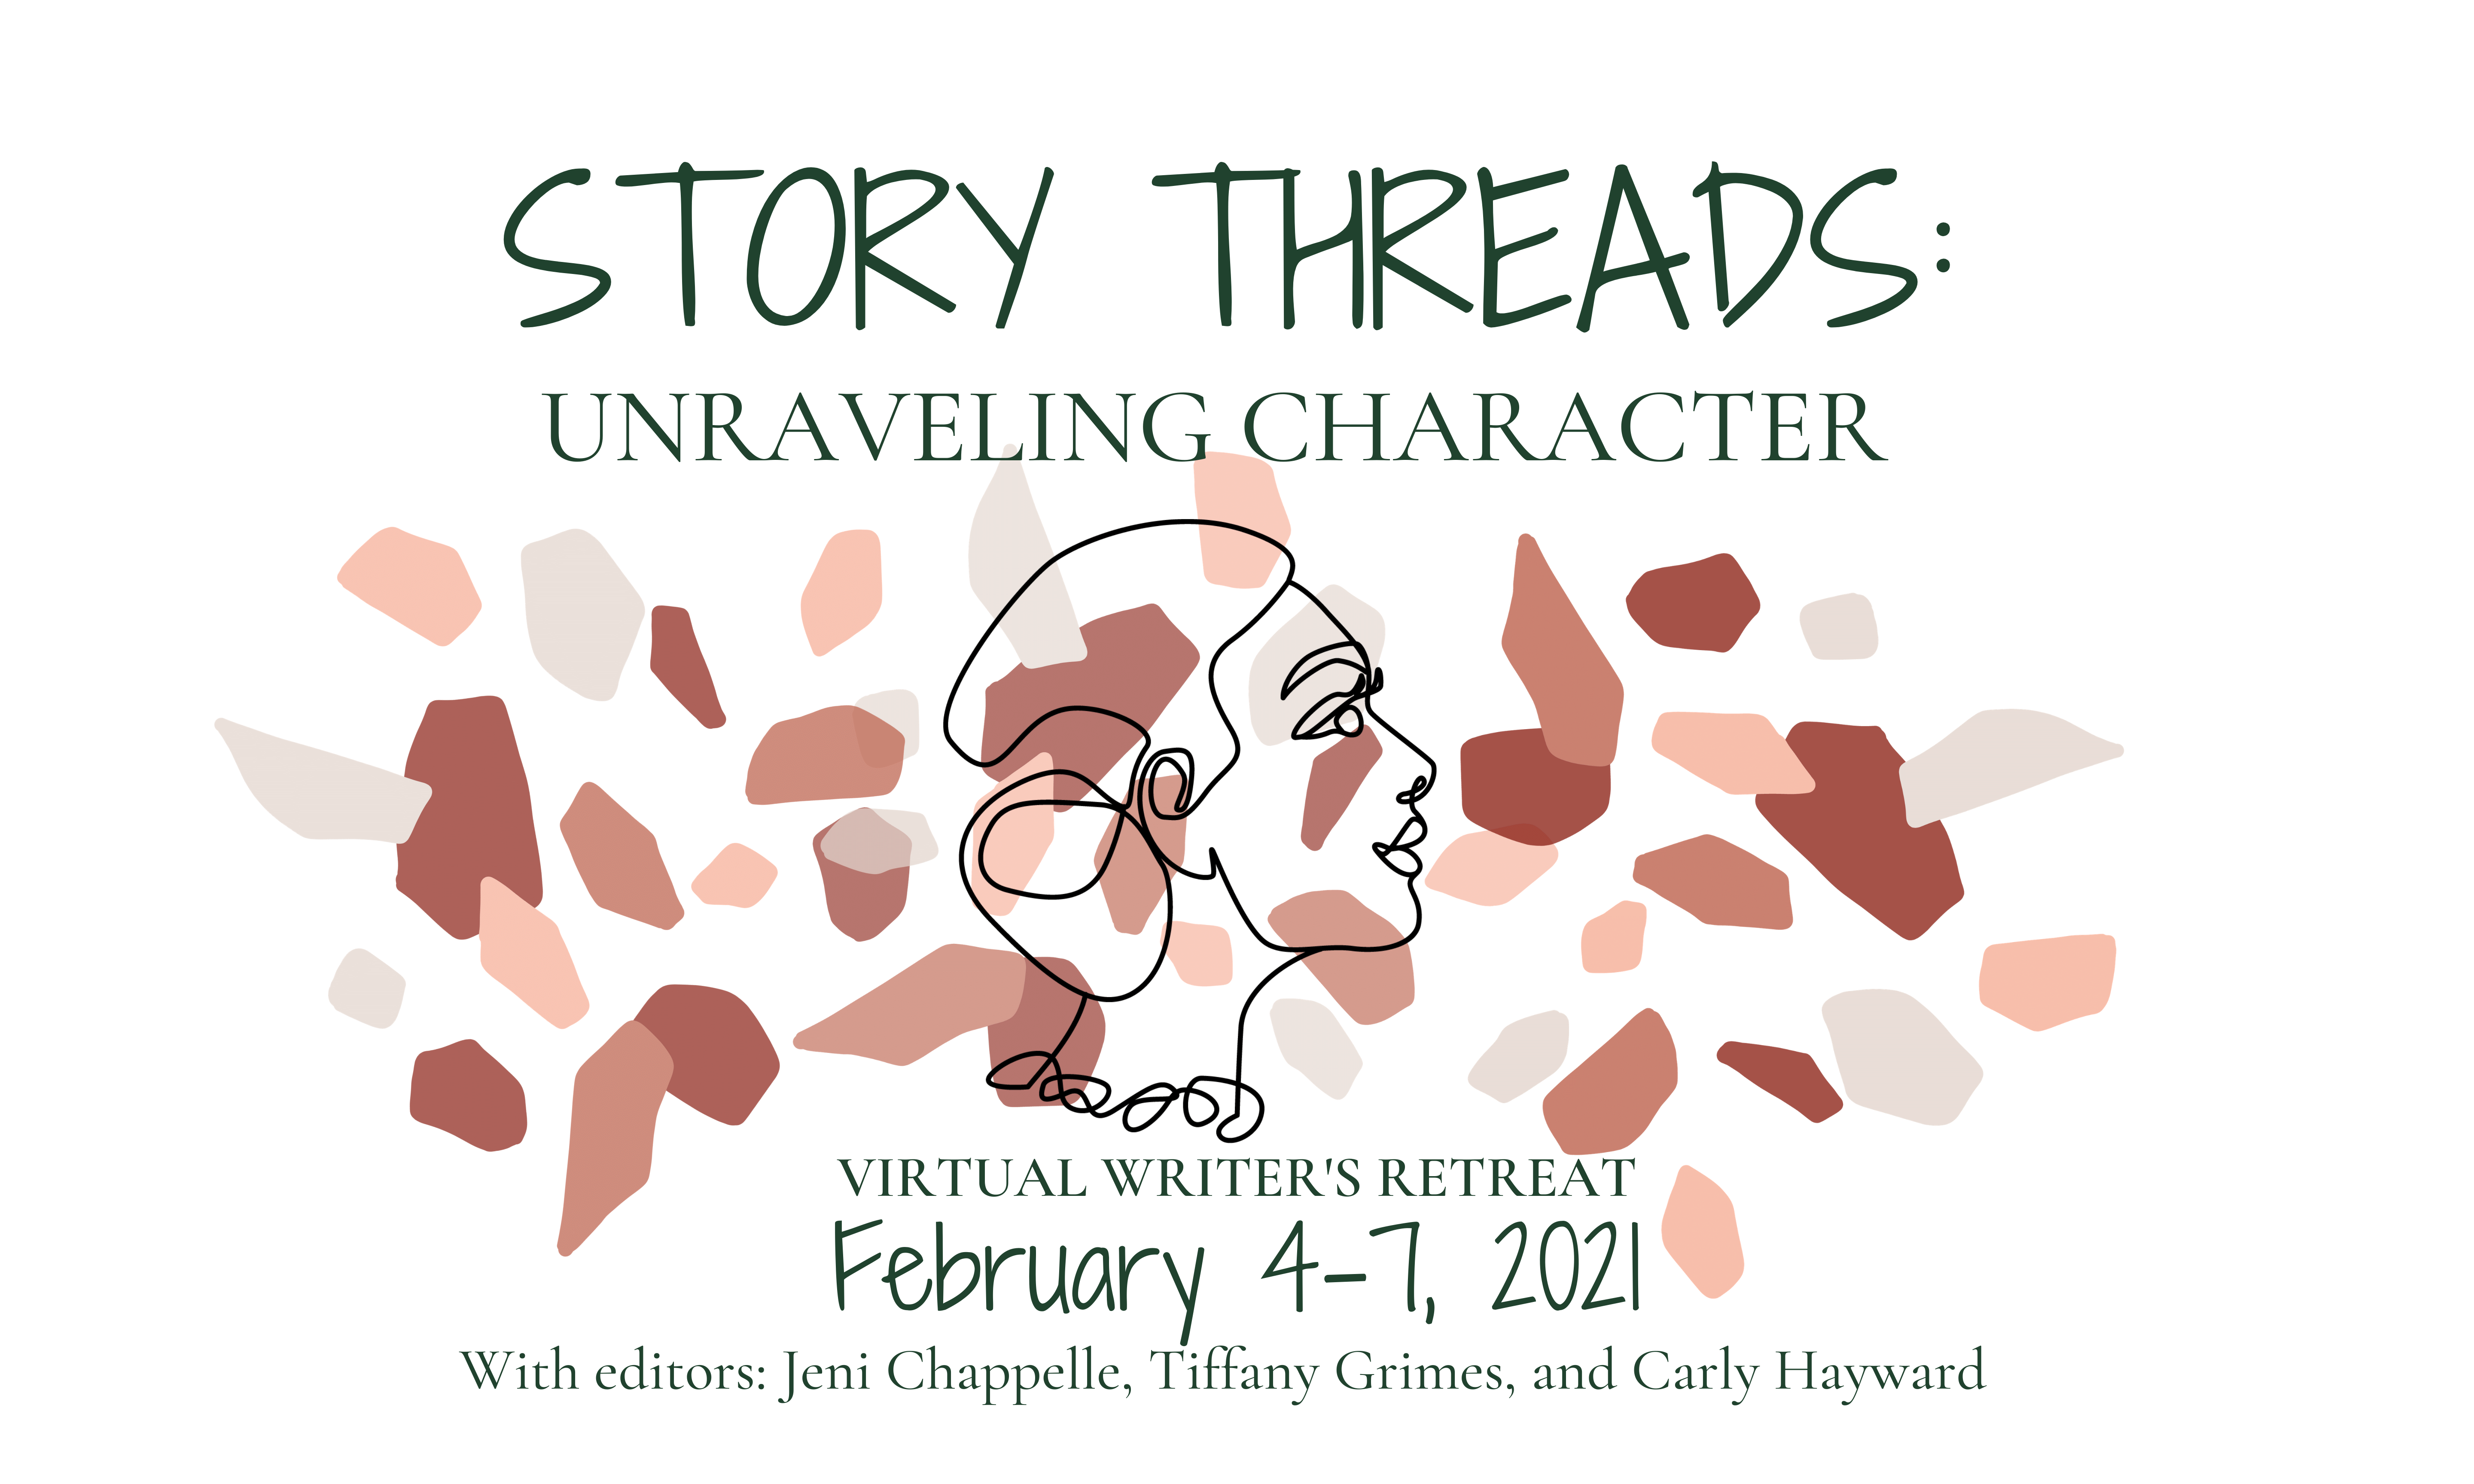 STORY THREADS:
UNRAVELING CHARACTER
VIRTUAL WRITER'S RETREAT
February 4-7, 2021
With editors: Jeni Chappelle, Tiffany Grimes, and Carly Hayward